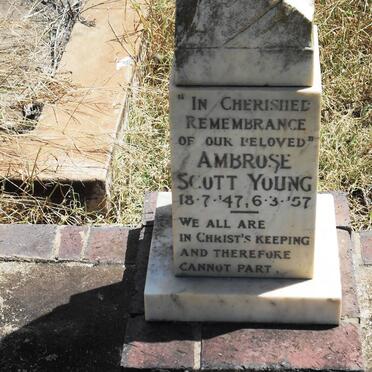 "IN CHERISHED
REMEMBRANCE
OF OUR BELOVED"
AMBROSE
SCOTT YOUNG
18·7·'47, 6·3·'57
WE ALL ARE
IN CHRIST'S KEEPING
AND THEREFORE
CANNOT PART.